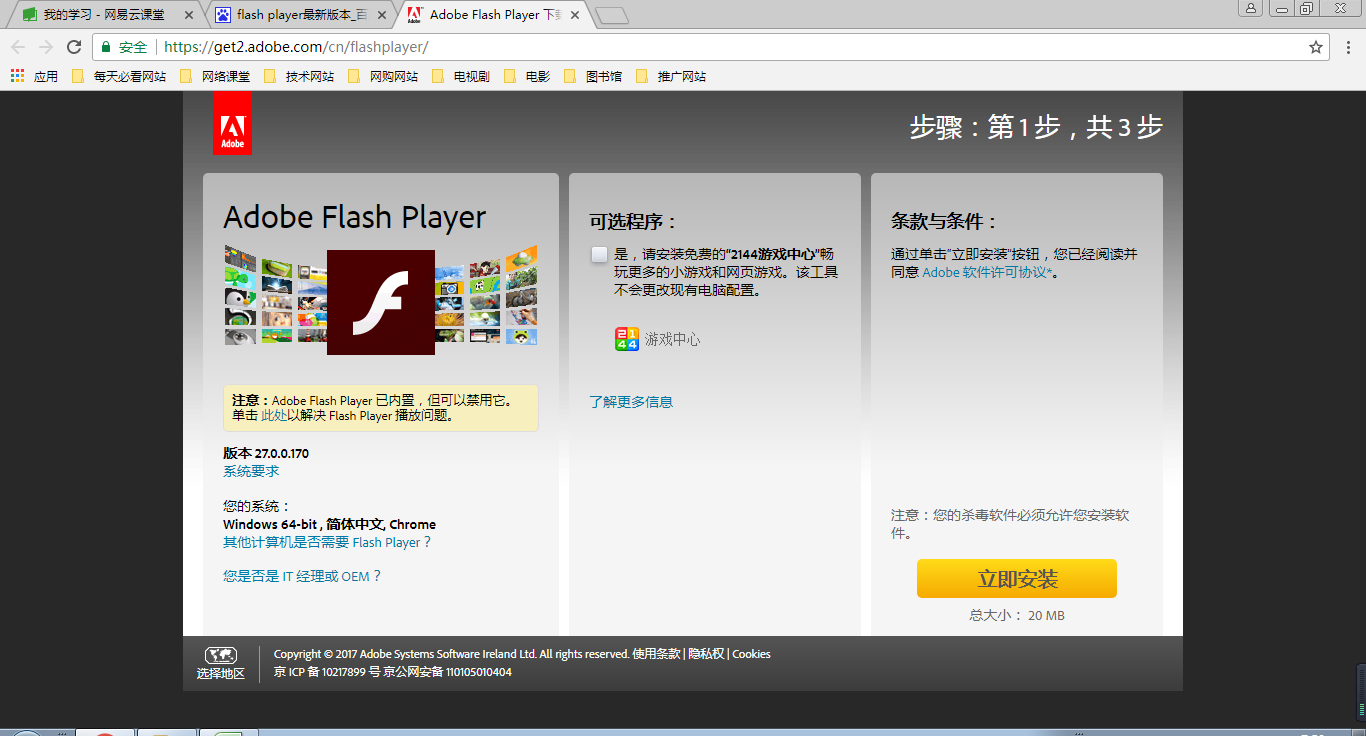 我的学习 - 网易云课堂
flash player最新版本_百
Adobe Flash Player 下
安全
https://get2.adobe.com/cn/flashplayer/
应用
每天必看网站
网络课堂
技术网站
网购网站
电视剧
电影
图书馆
推广网站
Adobe
步骤：第 1 步，共 3 步
Adobe Flash Player
注意：Adobe Flash Player 已内置，但可以禁用它。
单击 此处以解决 Flash Player 播放问题。
版本 27.0.0.170
系统要求
您的系统：
Windows 64-bit , 简体中文, Chrome
其他计算机是否需要 Flash Player？
您是否是 IT 经理或 OEM？
可选程序：
是，请安装免费的“2144游戏中心”畅
玩更多的小游戏和网页游戏。该工具
不会更改现有电脑配置。
2144 游戏中心
了解更多信息
条款与条件：
通过单击“立即安装”按钮，您已经阅读并
同意 Adobe 软件许可协议*。
注意：您的杀毒软件必须允许您安装软
件。
立即安装
总大小： 20 MB
选择地区
Copyright © 2017 Adobe Systems Software Ireland Ltd. All rights reserved. 使用条款 | 隐私权 | Cookies
京 ICP 备 10217899 号 京公网安备 110105010404